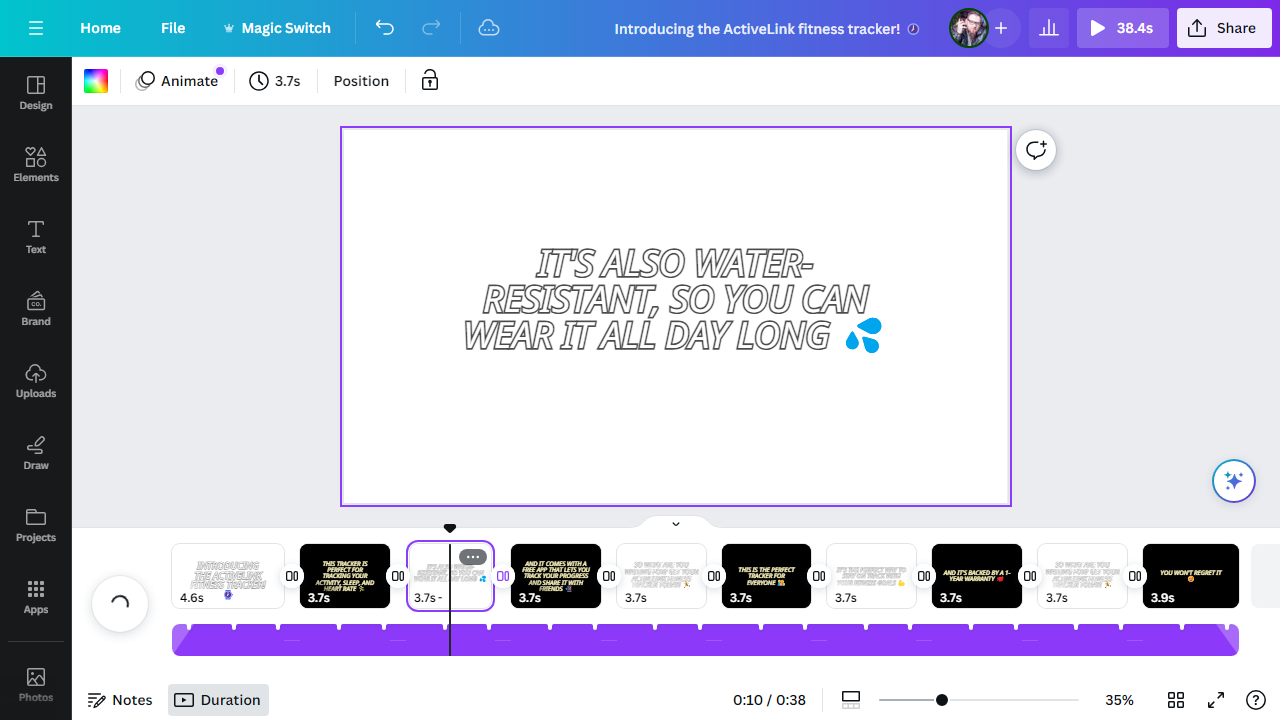 Home
File
Magic Switch
Introducing the ActiveLink fitness tracker!
38.4s
Share
Design
Elements
Text
CO.
Brand
Uploads
Draw
Projects
Apps
Photos
Animate
3.7s
Position
IT'S ALSO WATER-
RESISTANT, SO YOU CAN
WEAR IT ALL DAY LONG 💦
INTRODUCING
THE ACTIVELINK
FITNESS TRACKER!
4.6s
THIS TRACKER IS
PERFECT FOR
TRACKING YOUR
ACTIVITY, SLEEP, AND
HEART RATE
3.7s
WEAR IT ALL DAY LONG 💦
3.7s -
AND IT COMES WITH A
FREE APP THAT LETS YOU
TRACK YOUR PROGRESS
AND SHARE IT WITH
FRIENDS
3.7s
3.7s
THIS IS THE PERFECT
TRACKER FOR
EVERYONE
3.7s
3.7s
AND IT'S BACKED BY A 1-
YEAR WARRANTY
3.7s
3.7s
YOU WON'T REGRET IT
3.9s
Notes
Duration
0:10 / 0:38
35%